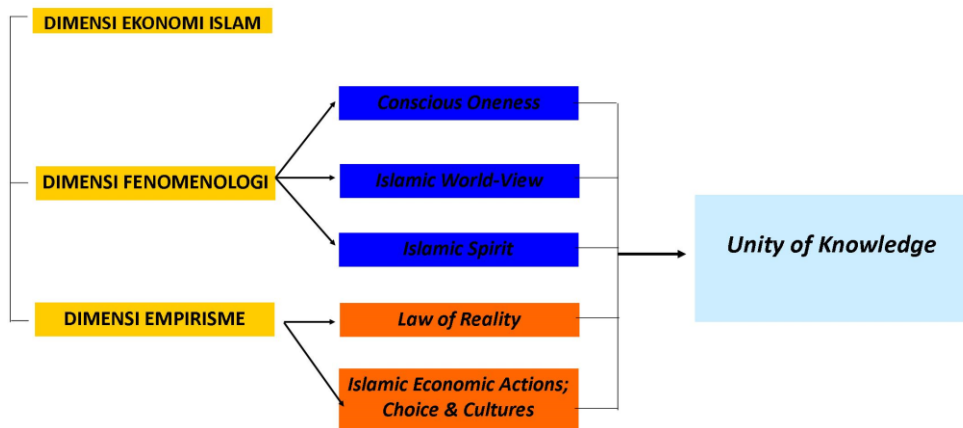 DIMENSI EKONOMI ISLAM
Conscious Oneness
DIMENSI FENOMENOLOGI
Islamic World-View
Islamic Spirit
Unity of Knowledge
DIMENSI EMPIRISME
Law of Reality
Islamic Economic Actions;
Choice & Cultures